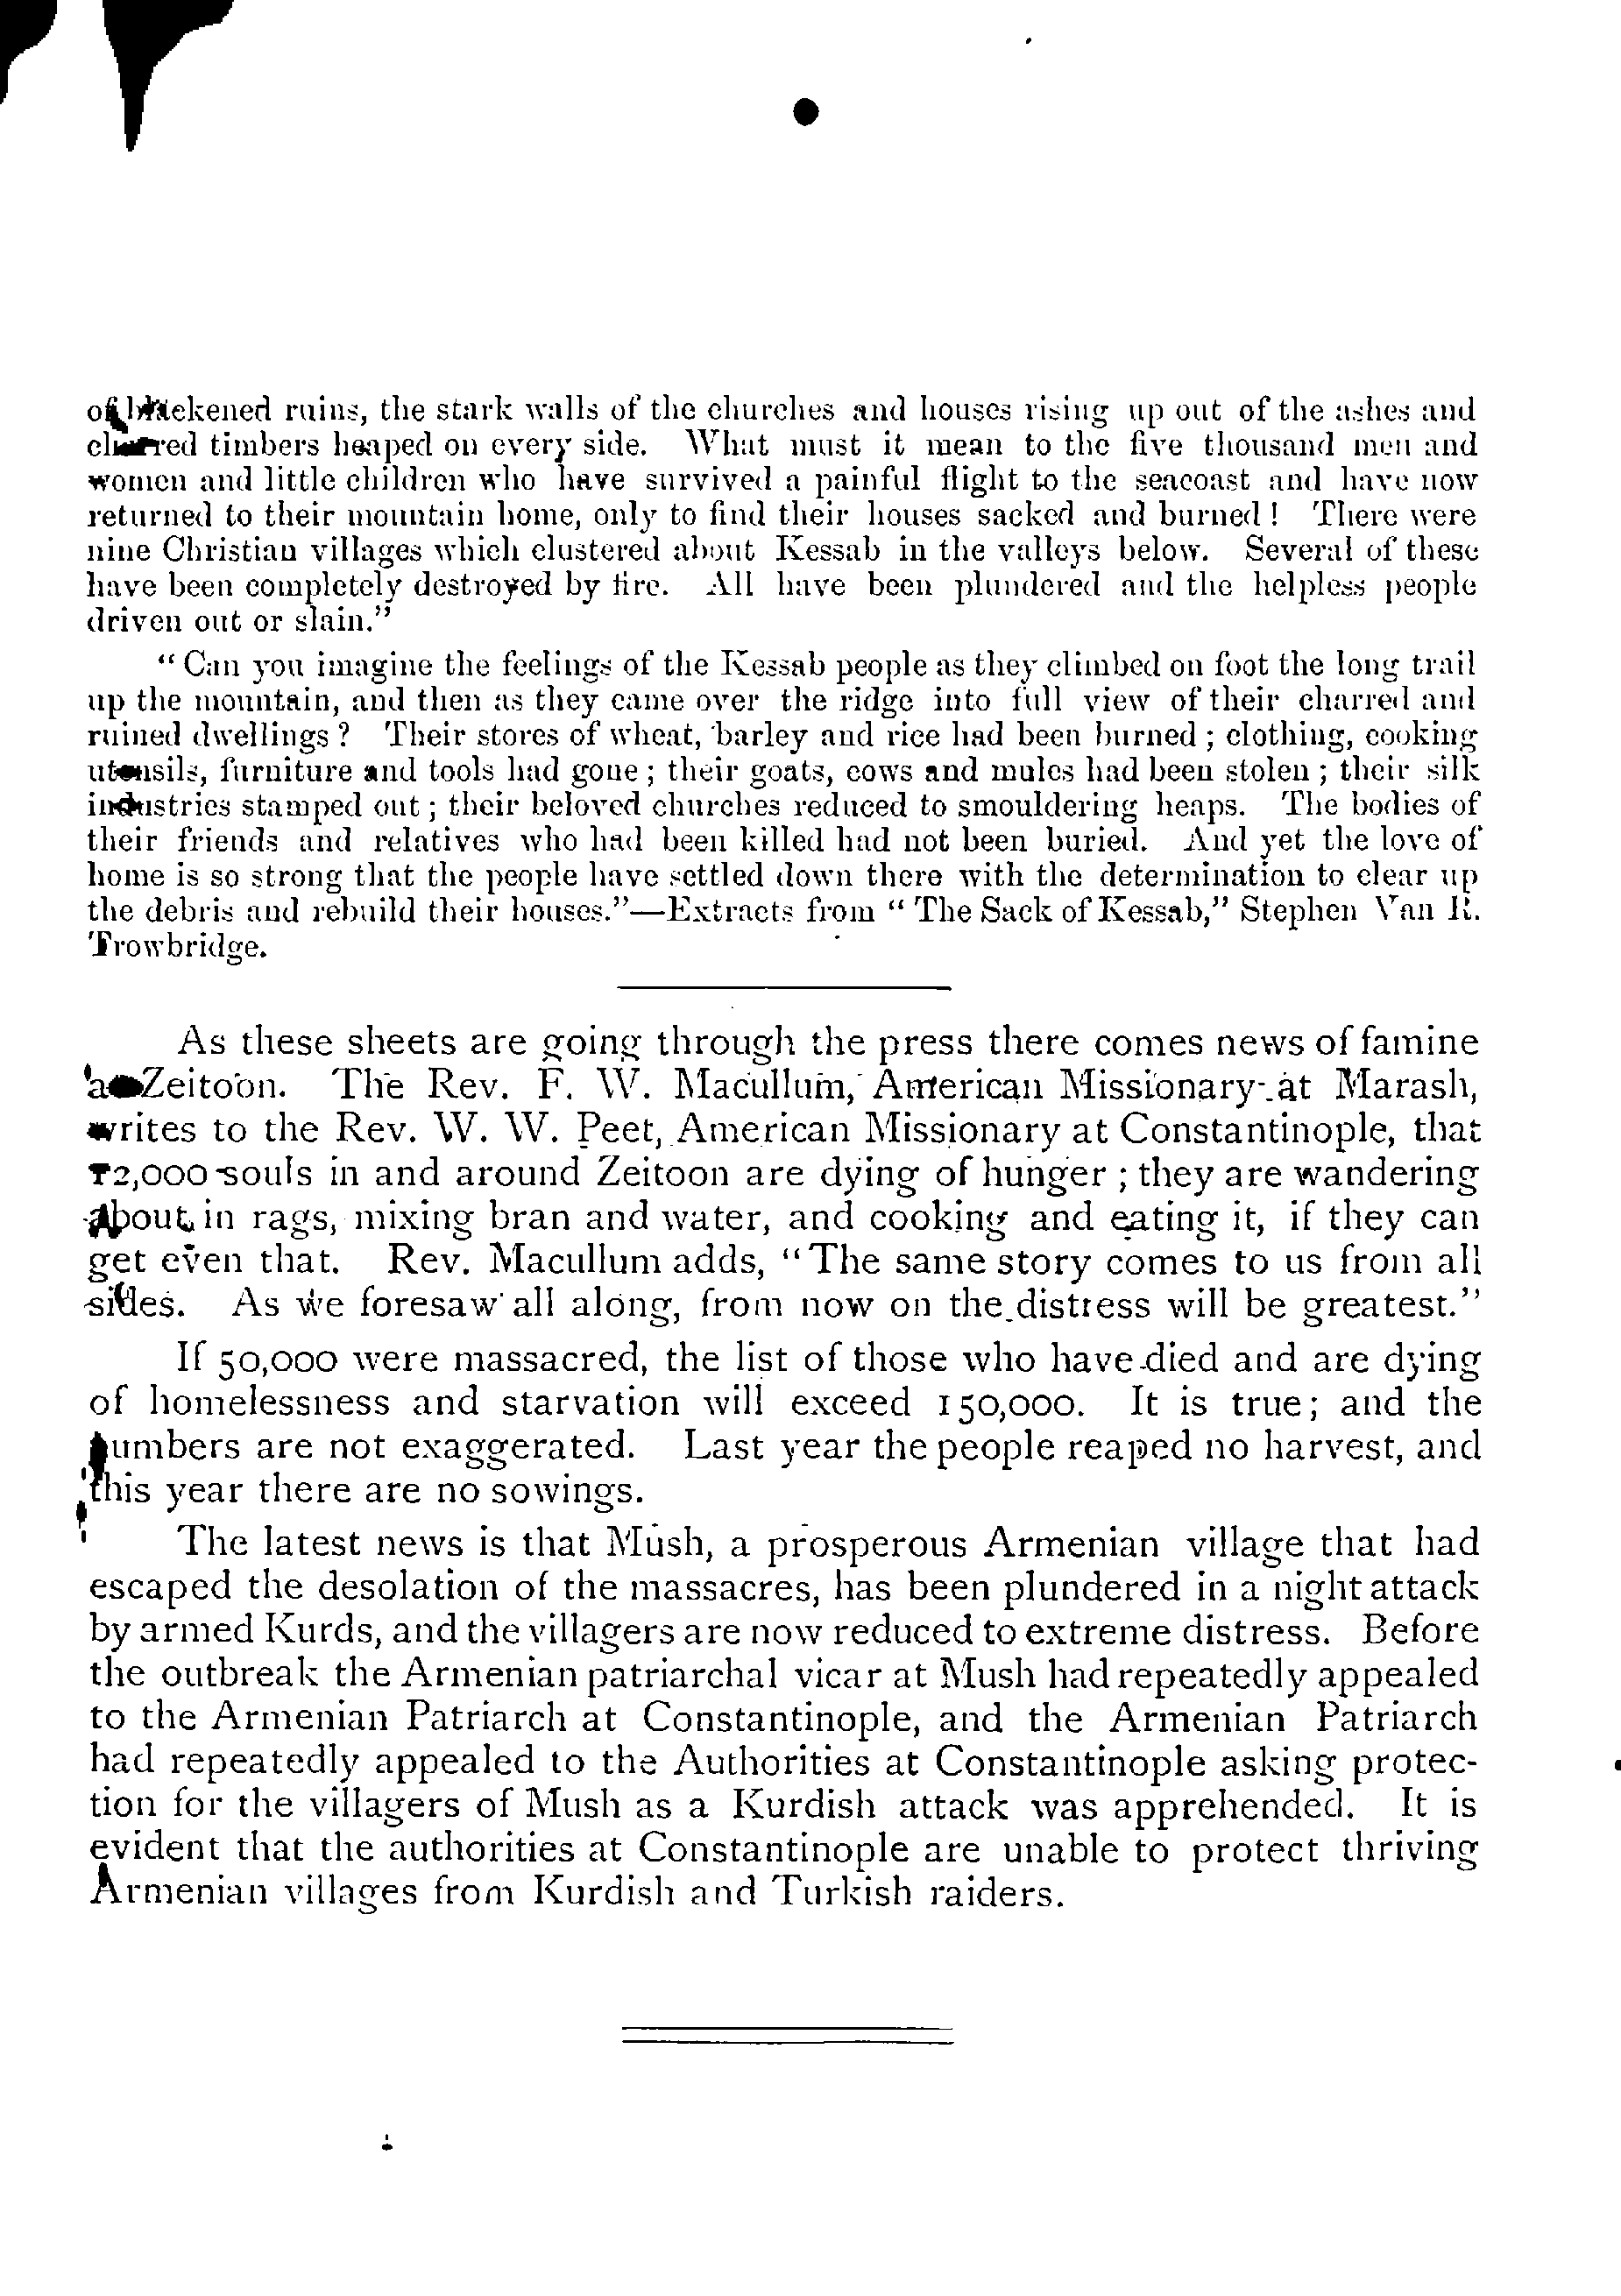 of blackened ruins, the stark walls of the churches and houses rising up out of the ashes and
charred timbers heaped on every side. What must it mean to the five thousand men and
women and little children who have survived a painful flight to the seacoast and have now
returned to their mountain home, only to find their houses sacked and burned! There were
nine Christian villages which clustered about Kessab in the valleys below. Several of these
have been completely destroyed by fire. All have been plundered and the helpless people
driven out or slain."
"Can you imagine the feelings of the Kessab people as they climbed on foot the long trail
up the mountain, and then as they came over the ridge into full view of their charred and
ruined dwellings? Their stores of wheat, barley and rice had been burned; clothing, cooking
utensils, furniture and tools had gone; their goats, cows and mules had been stolen; their silk
industries stamped out; their beloved churches reduced to smouldering heaps. The bodies of
their friends and relatives who had been killed had not been buried. And yet the love of
home is so strong that the people have settled down there with the determination to clear up
the debris and rebuild their houses."—Extracts from "The Sack of Kessab," Stephen Van R.
Trowbridge.
As these sheets are going through the press there comes news of famine
at Zeitoon. The Rev. F. W. Macullum, American Missionary at Marash,
writes to the Rev. W. W. Peet, American Missionary at Constantinople, that
12,000 souls in and around Zeitoon are dying of hunger; they are wandering
about in rags, mixing bran and water, and cooking and eating it, if they can
get even that. Rev. Macullum adds, "The same story comes to us from all
sides. As we foresaw all along, from now on the distress will be greatest."
If 50,000 were massacred, the list of those who have died and are dying
of homelessness and starvation will exceed 150,000. It is true; and the
numbers are not exaggerated. Last year the people reaped no harvest, and
this year there are no sowings.
The latest news is that Mush, a prosperous Armenian village that had
escaped the desolation of the massacres, has been plundered in a night attack
by armed Kurds, and the villagers are now reduced to extreme distress. Before
the outbreak the Armenian patriarchal vicar at Mush had repeatedly appealed
to the Armenian Patriarch at Constantinople, and the Armenian Patriarch
had repeatedly appealed to the Authorities at Constantinople asking protec-
tion for the villagers of Mush as a Kurdish attack was apprehended. It is
evident that the authorities at Constantinople are unable to protect thriving
Armenian villages from Kurdish and Turkish raiders.